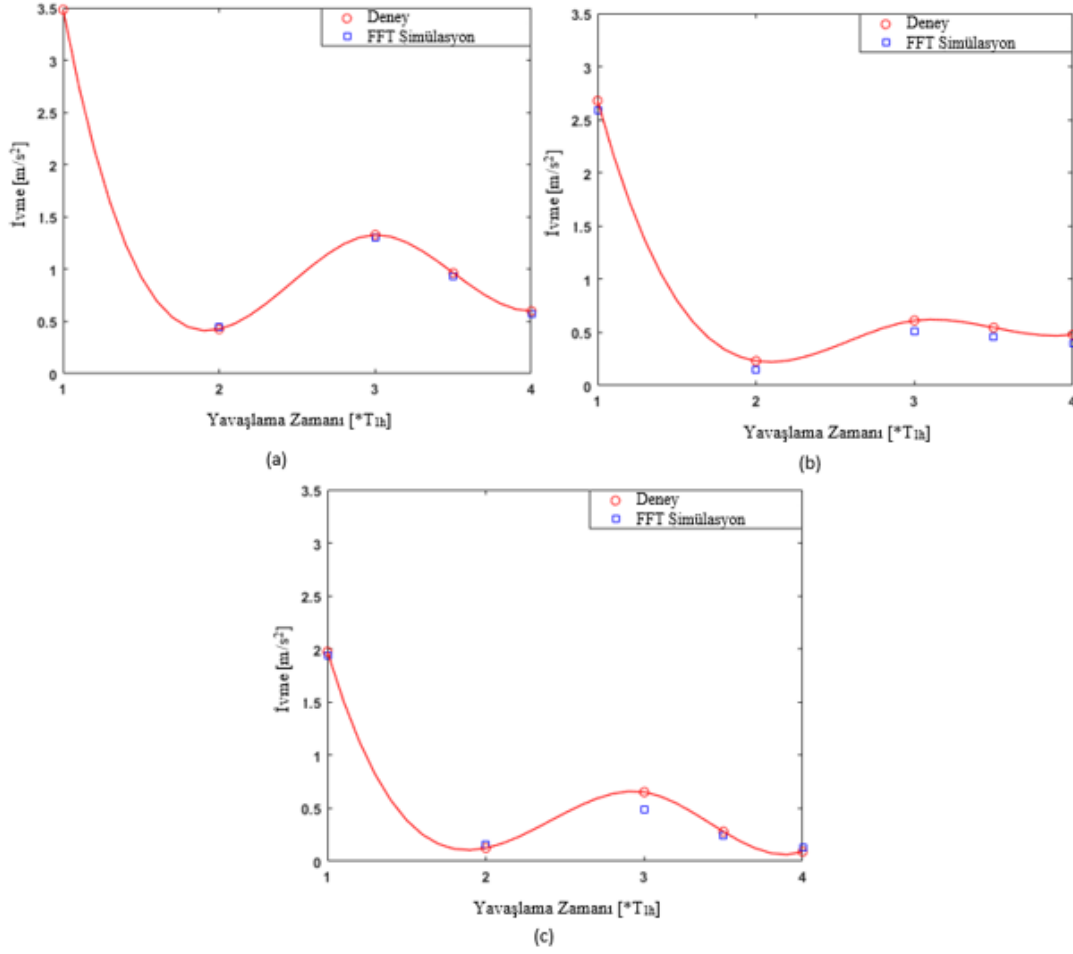 Deney
FFT Simülasyon
3.5
3
2.5
2
1.5
1
0.5
0
İvme [m/s²]
1 2 3 4
Yavaşlama Zamanı [*T1h]
(a)
Deney
FFT Simülasyon
3.5
3
2.5
2
1.5
1
0.5
0
İvme [m/s²]
1 2 3 4
Yavaşlama Zamanı [*T1h]
(b)
Deney
FFT Simülasyon
3.5
3
2.5
2
1.5
1
0.5
0
İvme [m/s²]
1 2 3 4
Yavaşlama Zamanı [*T1h]
(c)